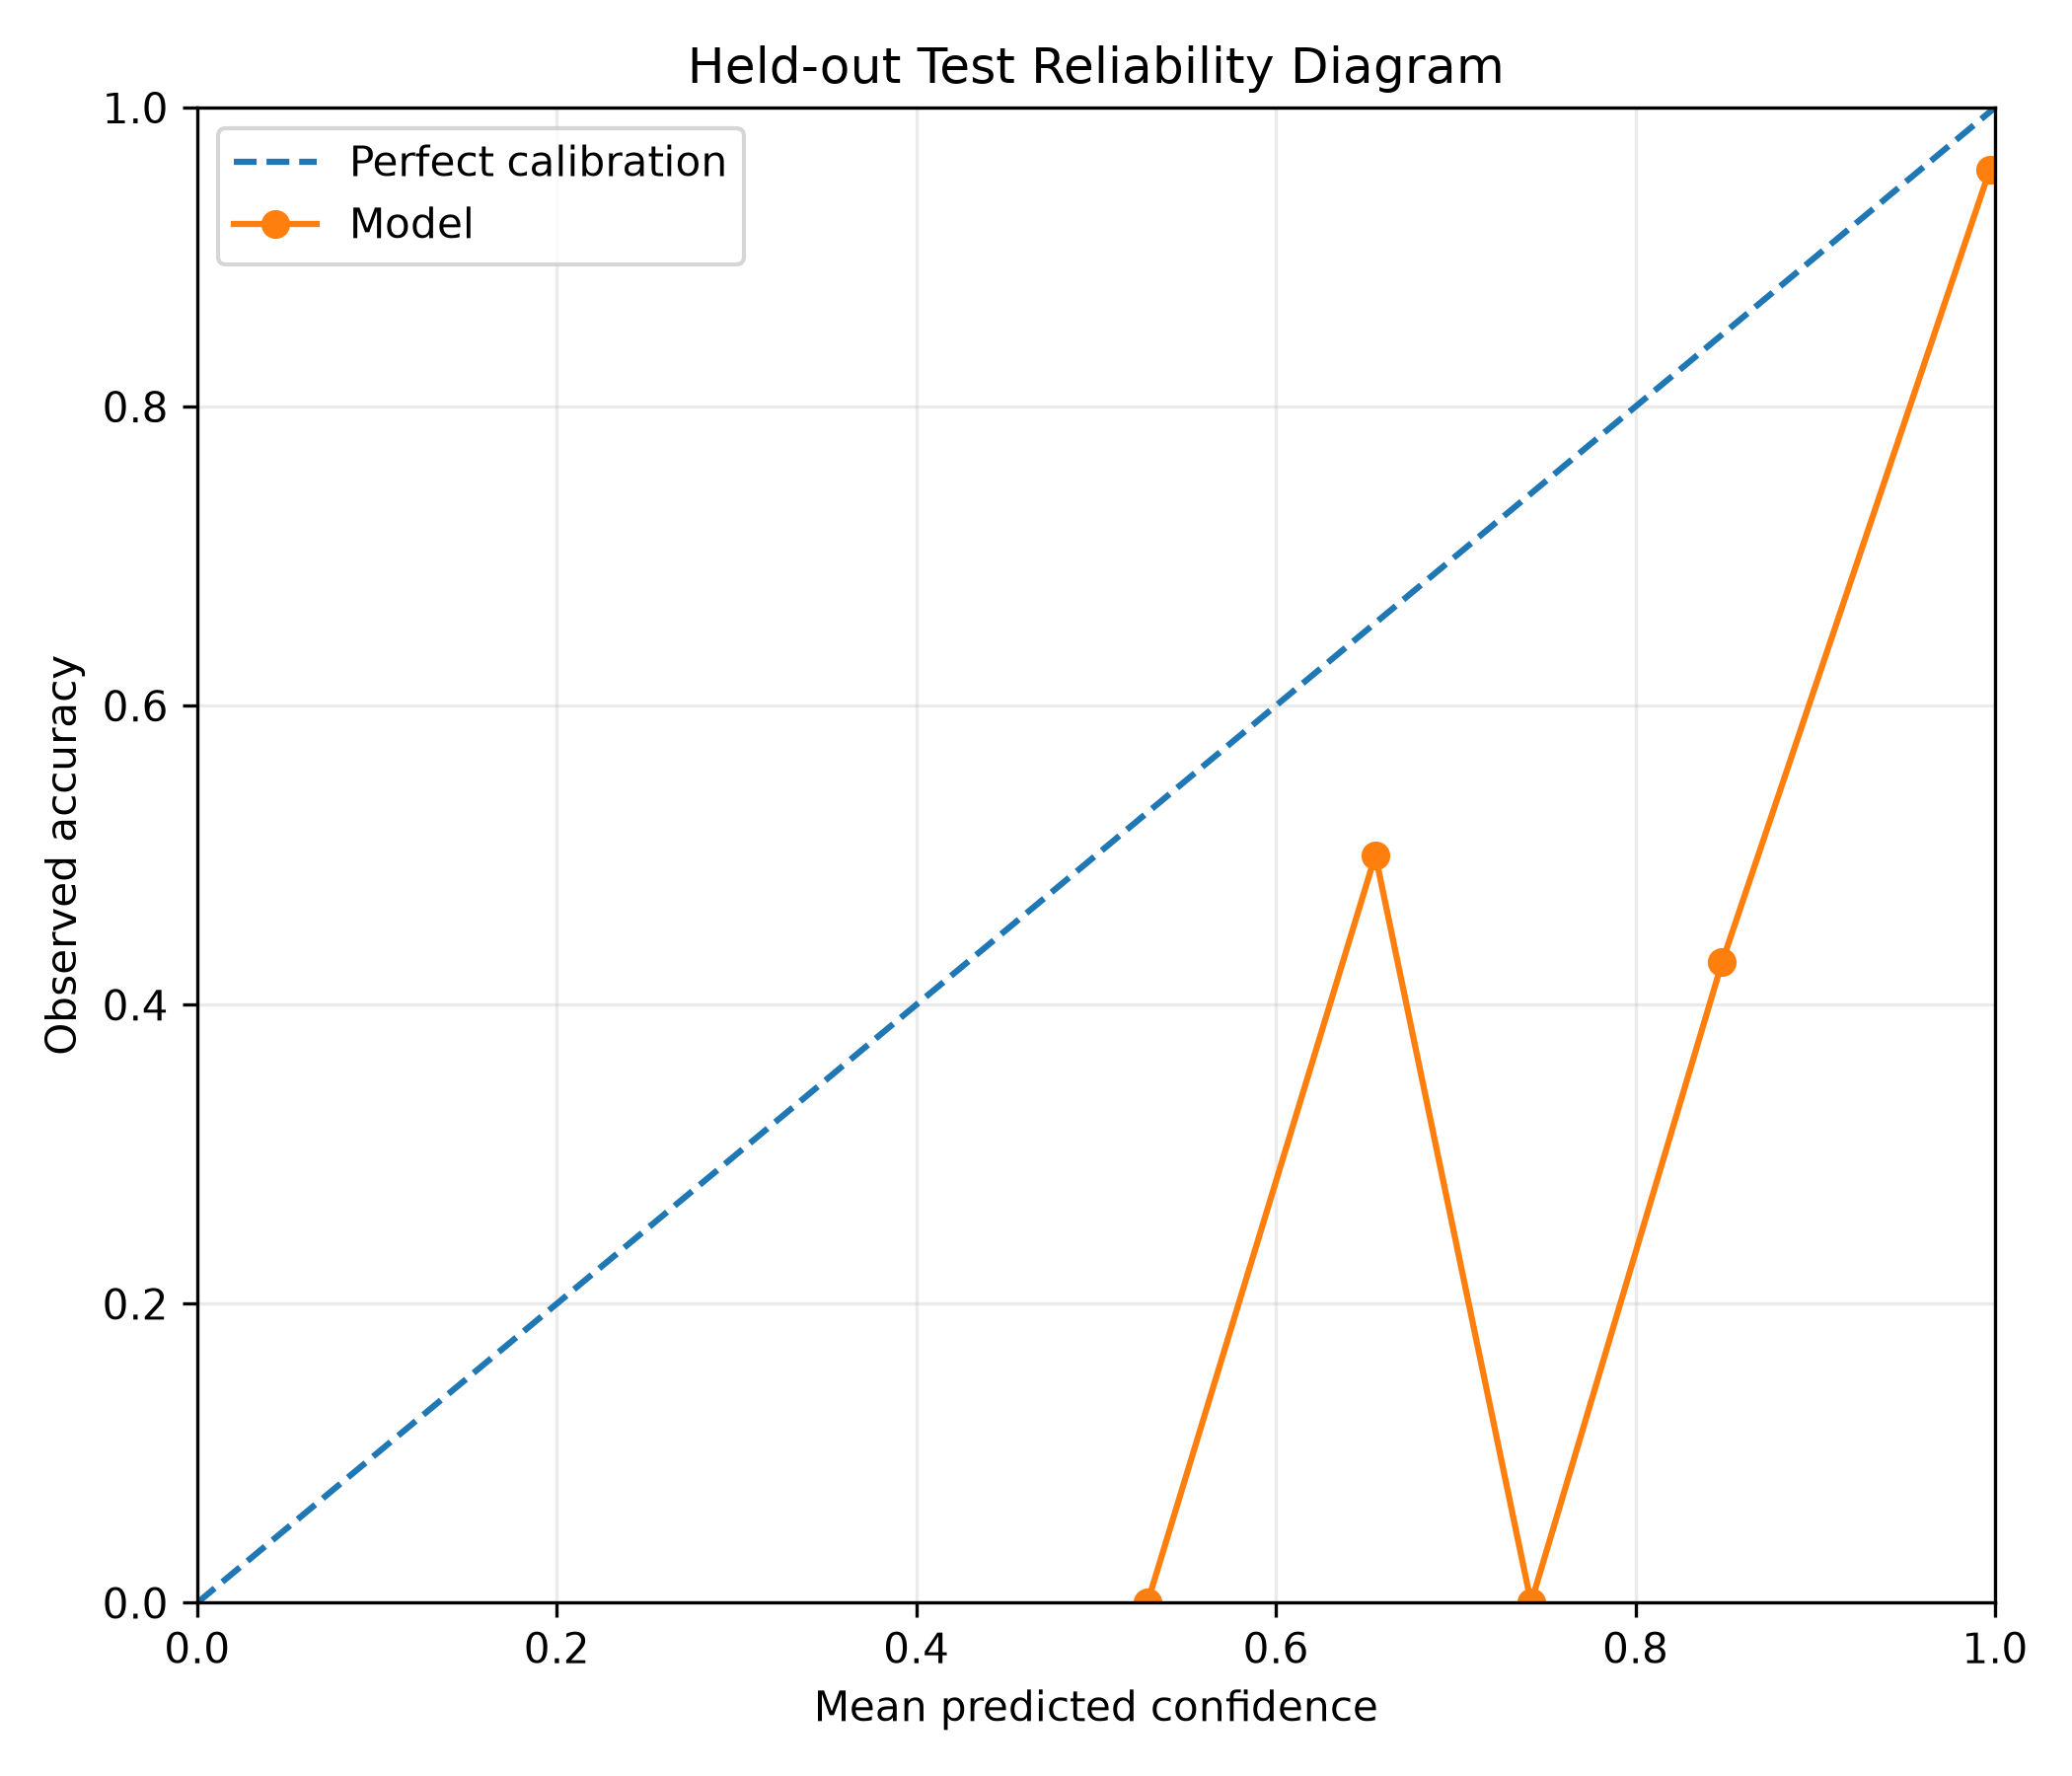 Held-out Test Reliability Diagram
Perfect calibration
Model
1.0
0.8
0.6
0.4
0.2
0.0
Observed accuracy
0.0 0.2 0.4 0.6 0.8 1.0
Mean predicted confidence